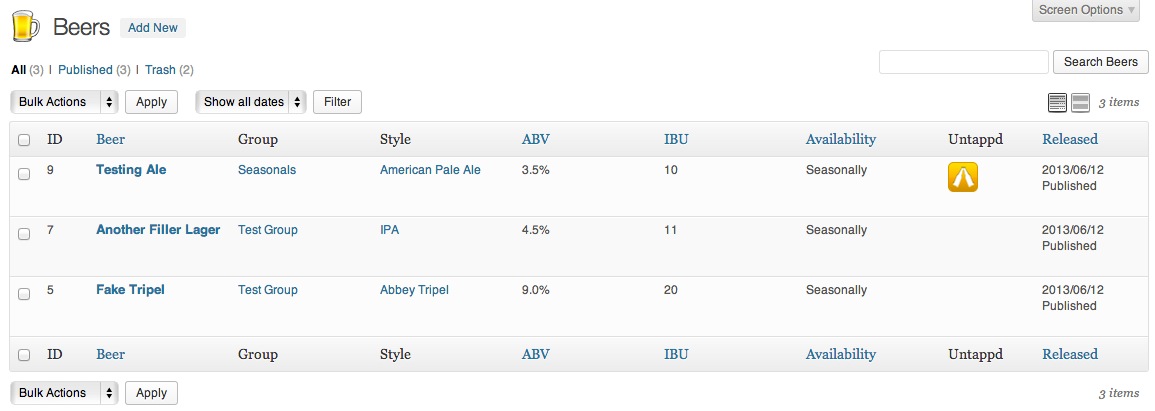 Screen Options ▼
Beers Add New
All (3) | Published (3) | Trash (2)
Search Beers
Bulk Actions Apply Show all dates Filter 3 items
ID Beer Group Style ABV IBU Availability Untappd Released
9 Testing Ale Seasonals American Pale Ale 3.5% 10 Seasonally 2013/06/12
Published
7 Another Filler Lager Test Group IPA 4.5% 11 Seasonally 2013/06/12
Published
5 Fake Tripel Test Group Abbey Tripel 9.0% 20 Seasonally 2013/06/12
Published
ID Beer Group Style ABV IBU Availability Untappd Released
Bulk Actions Apply 3 items